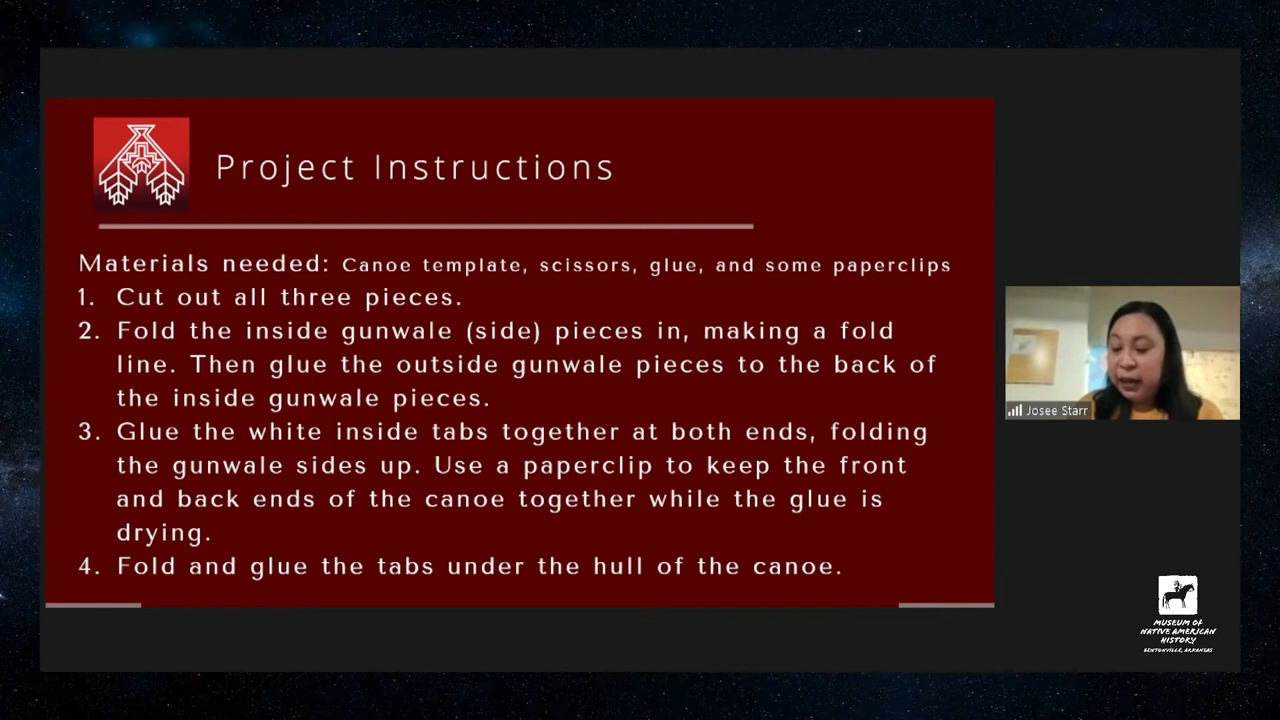 Project Instructions
Materials needed: Canoe template, scissors, glue, and some paperclips
1. Cut out all three pieces.
2. Fold the inside gunwale (side) pieces in, making a fold
line. Then glue the outside gunwale pieces to the back of
the inside gunwale pieces.
3. Glue the white inside tabs together at both ends, folding
the gunwale sides up. Use a paperclip to keep the front
and back ends of the canoe together while the glue is
drying.
4. Fold and glue the tabs under the hull of the canoe.
Josee Starr
MUSEUM OF
NATIVE AMERICAN
HISTORY
BENTONVILLE, ARKANSAS